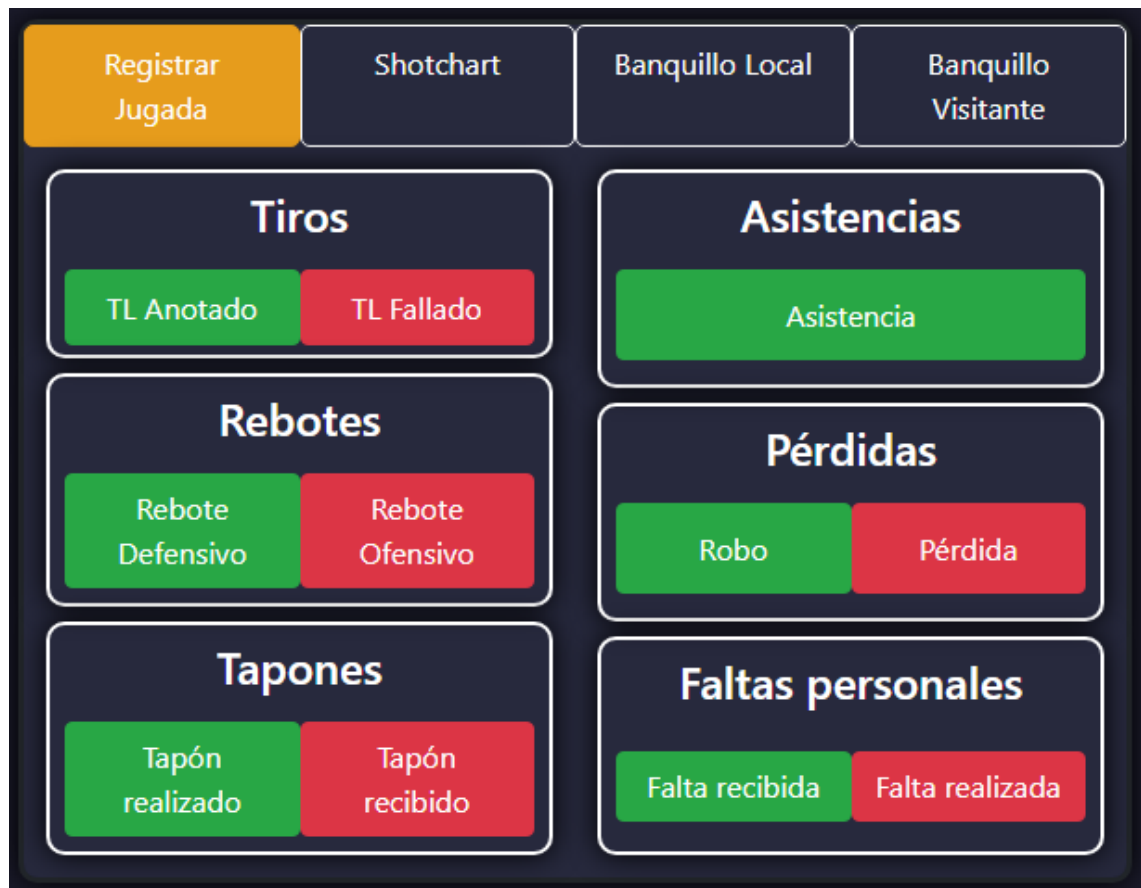 Registrar
Jugada
Shotchart
Banquillo Local
Banquillo
Visitante
Tiros
TL Anotado
TL Fallado
Rebotes
Rebote
Defensivo
Rebote
Ofensivo
Tapones
Tapón
realizado
Tapón
recibido
Asistencias
Asistencia
Pérdidas
Robo
Pérdida
Faltas personales
Falta recibida
Falta realizada